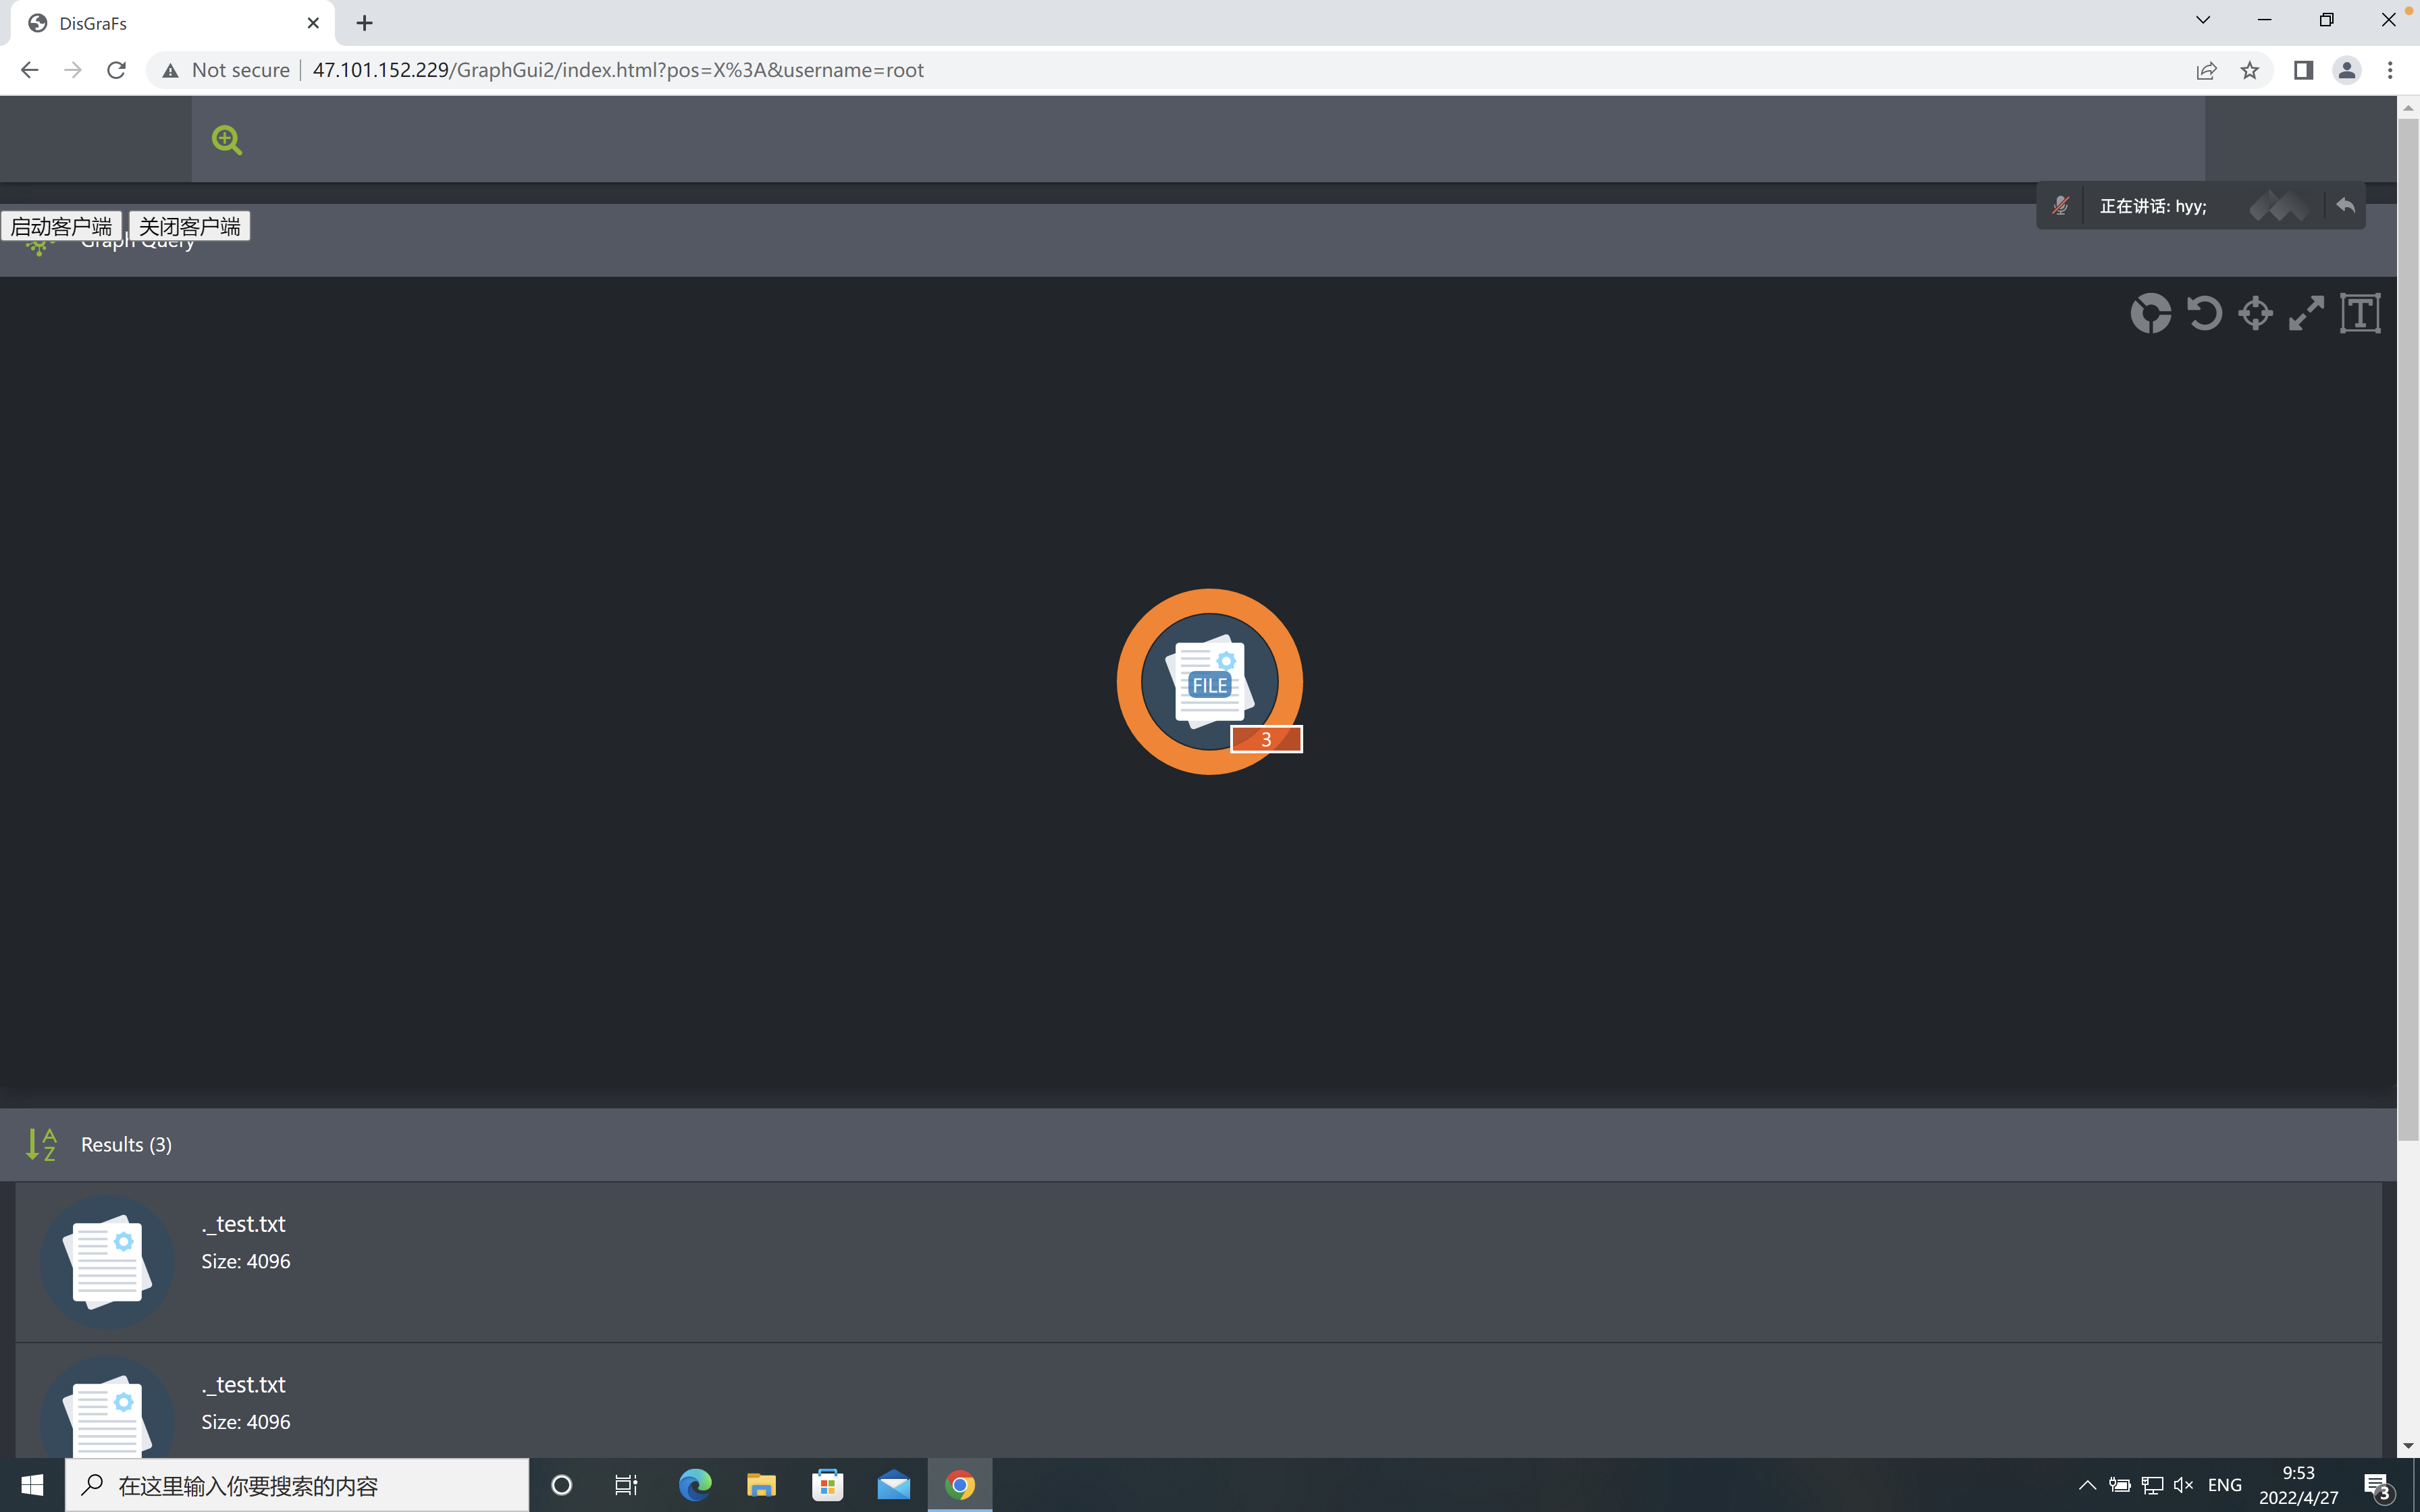 DisGraFs
Not secure
47.101.152.229/GraphGui2/index.html?pos=X%3A&username=root
正在讲话: hyy;
启动客户端
关闭客户端
Graph Query
T
FILE
3
A
Z
Results (3)
._test.txt
Size: 4096
._test.txt
Size: 4096
在这里输入你要搜索的内容
ENG
9:53
2022/4/27
3